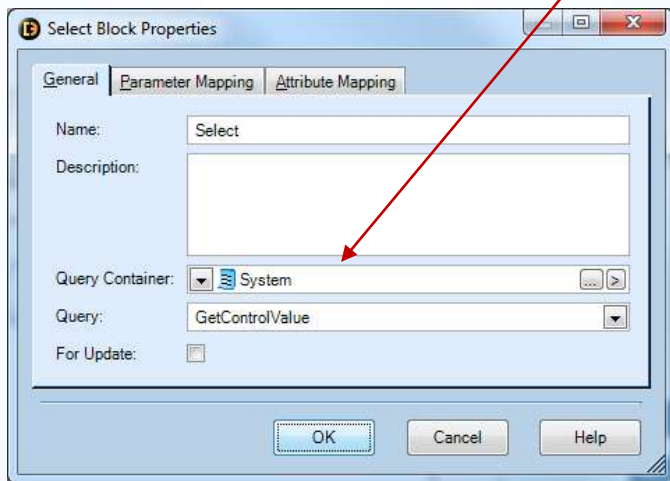 Select Block Properties
General Parameter Mapping Attribute Mapping
Name: Select
Description:
Query Container: System ... >
Query: GetControlValue
For Update:
OK Cancel Help